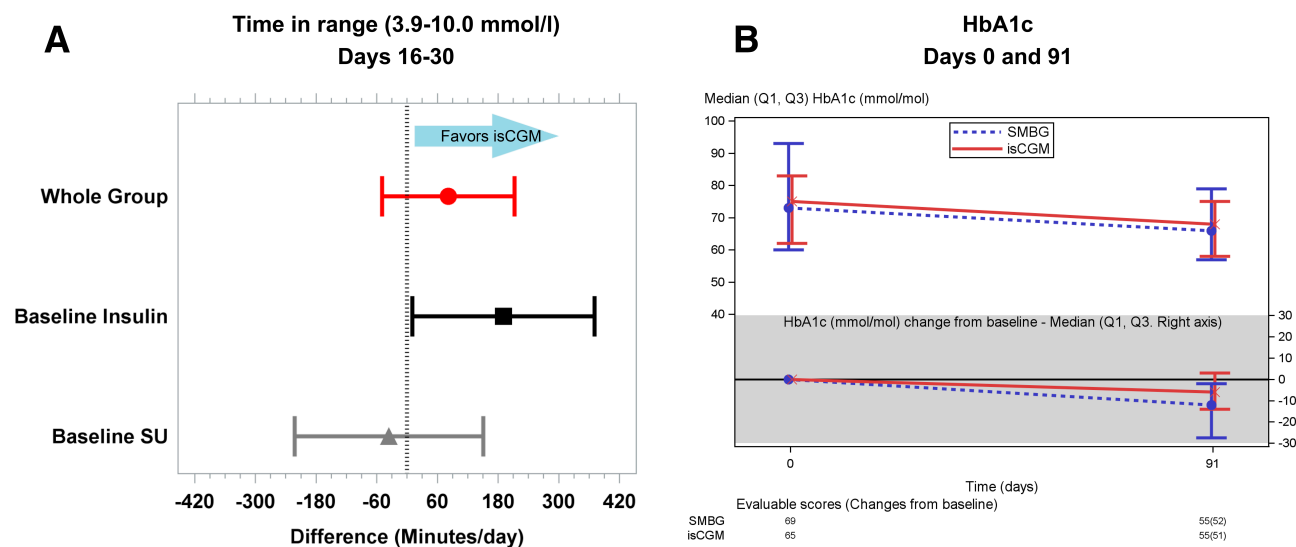 A
Time in range (3.9-10.0 mmol/l)
Days 16-30
Favors isCGM
Whole Group
Baseline Insulin
Baseline SU
-420 -300 -180 -60 60 180 300 420
Difference (Minutes/day)
B
HbA1c
Days 0 and 91
Median (Q1, Q3) HbA1c (mmol/mol)
SMBG
isCGM
100
90
80
70
60
50
40
HbA1c (mmol/mol) change from baseline - Median (Q1, Q3. Right axis)
30
20
10
0
-10
-20
-30
0 91
Time (days)
Evaluable scores (Changes from baseline)
SMBG 69 55(52)
isCGM 65 55(51)